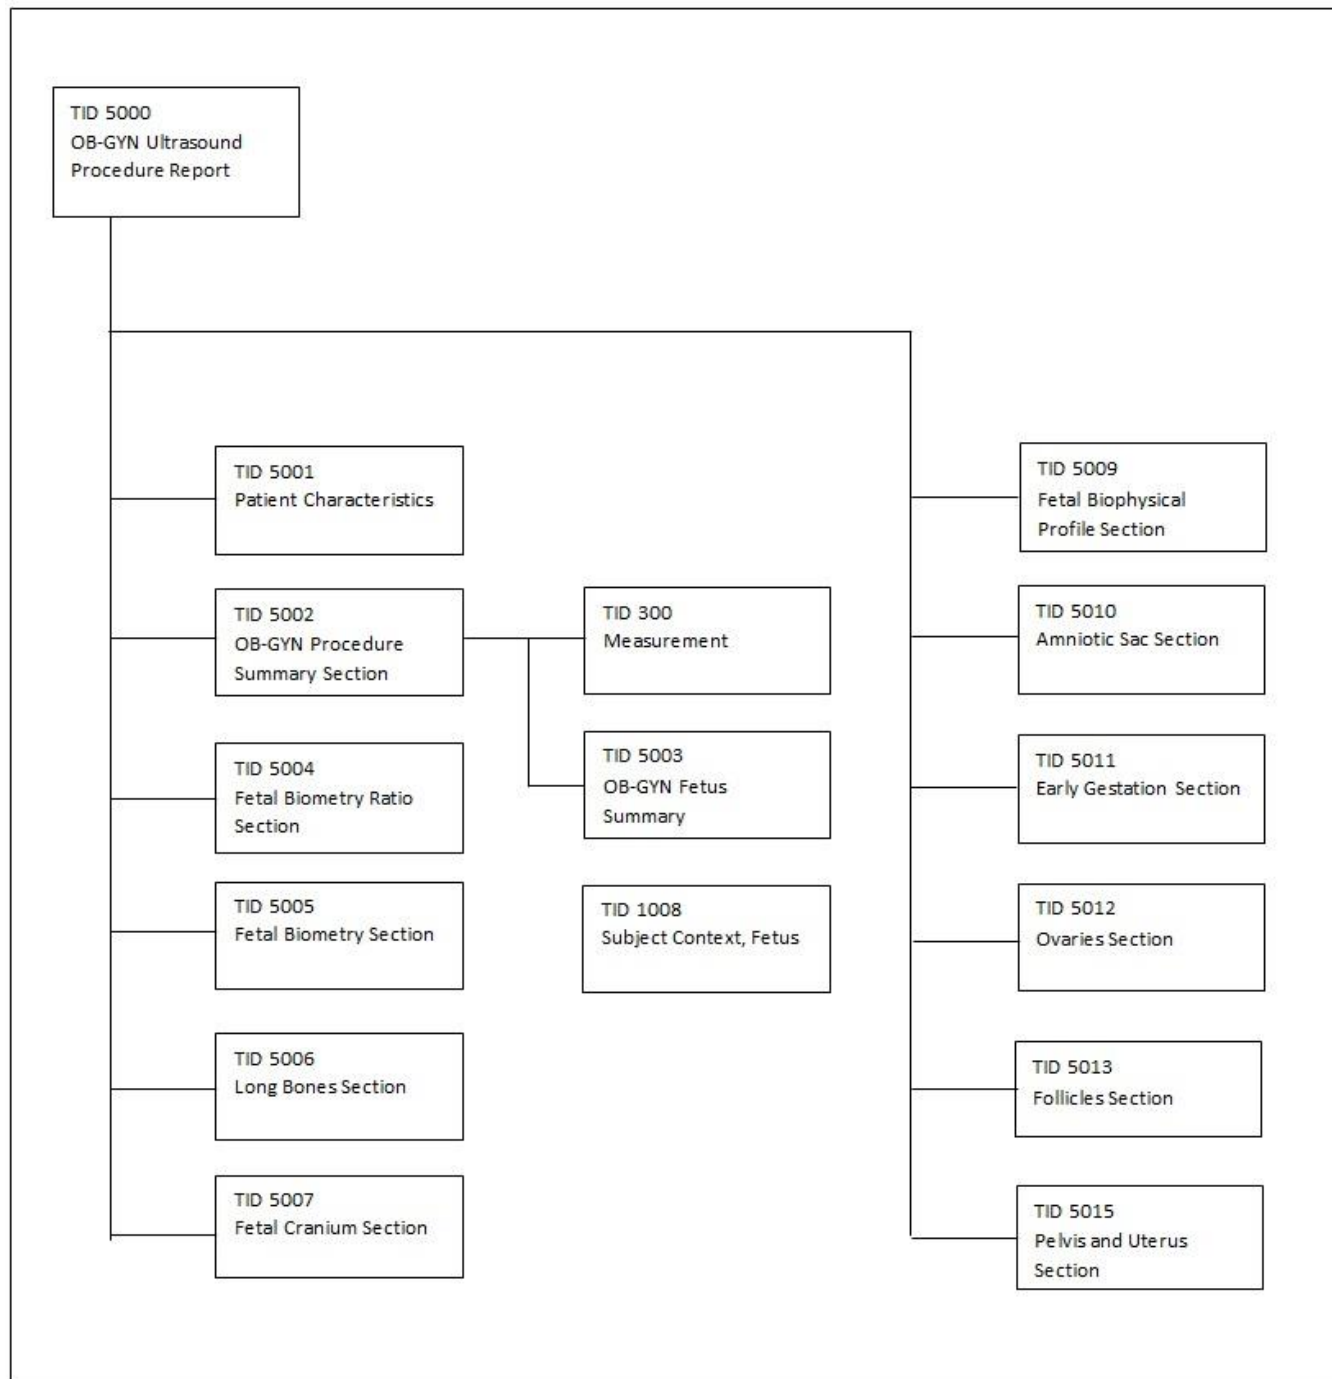 TID 5000
OB-GYN Ultrasound
Procedure Report
TID 5001
Patient Characteristics
TID 5002
OB-GYN Procedure
Summary Section
TID 300
Measurement
TID 5003
OB-GYN Fetus
Summary
TID 5004
Fetal Biometry Ratio
Section
TID 5005
Fetal Biometry Section
TID 1008
Subject Context, Fetus
TID 5006
Long Bones Section
TID 5007
Fetal Cranium Section
TID 5009
Fetal Biophysical
Profile Section
TID 5010
Amniotic Sac Section
TID 5011
Early Gestation Section
TID 5012
Ovaries Section
TID 5013
Follicles Section
TID 5015
Pelvis and Uterus
Section